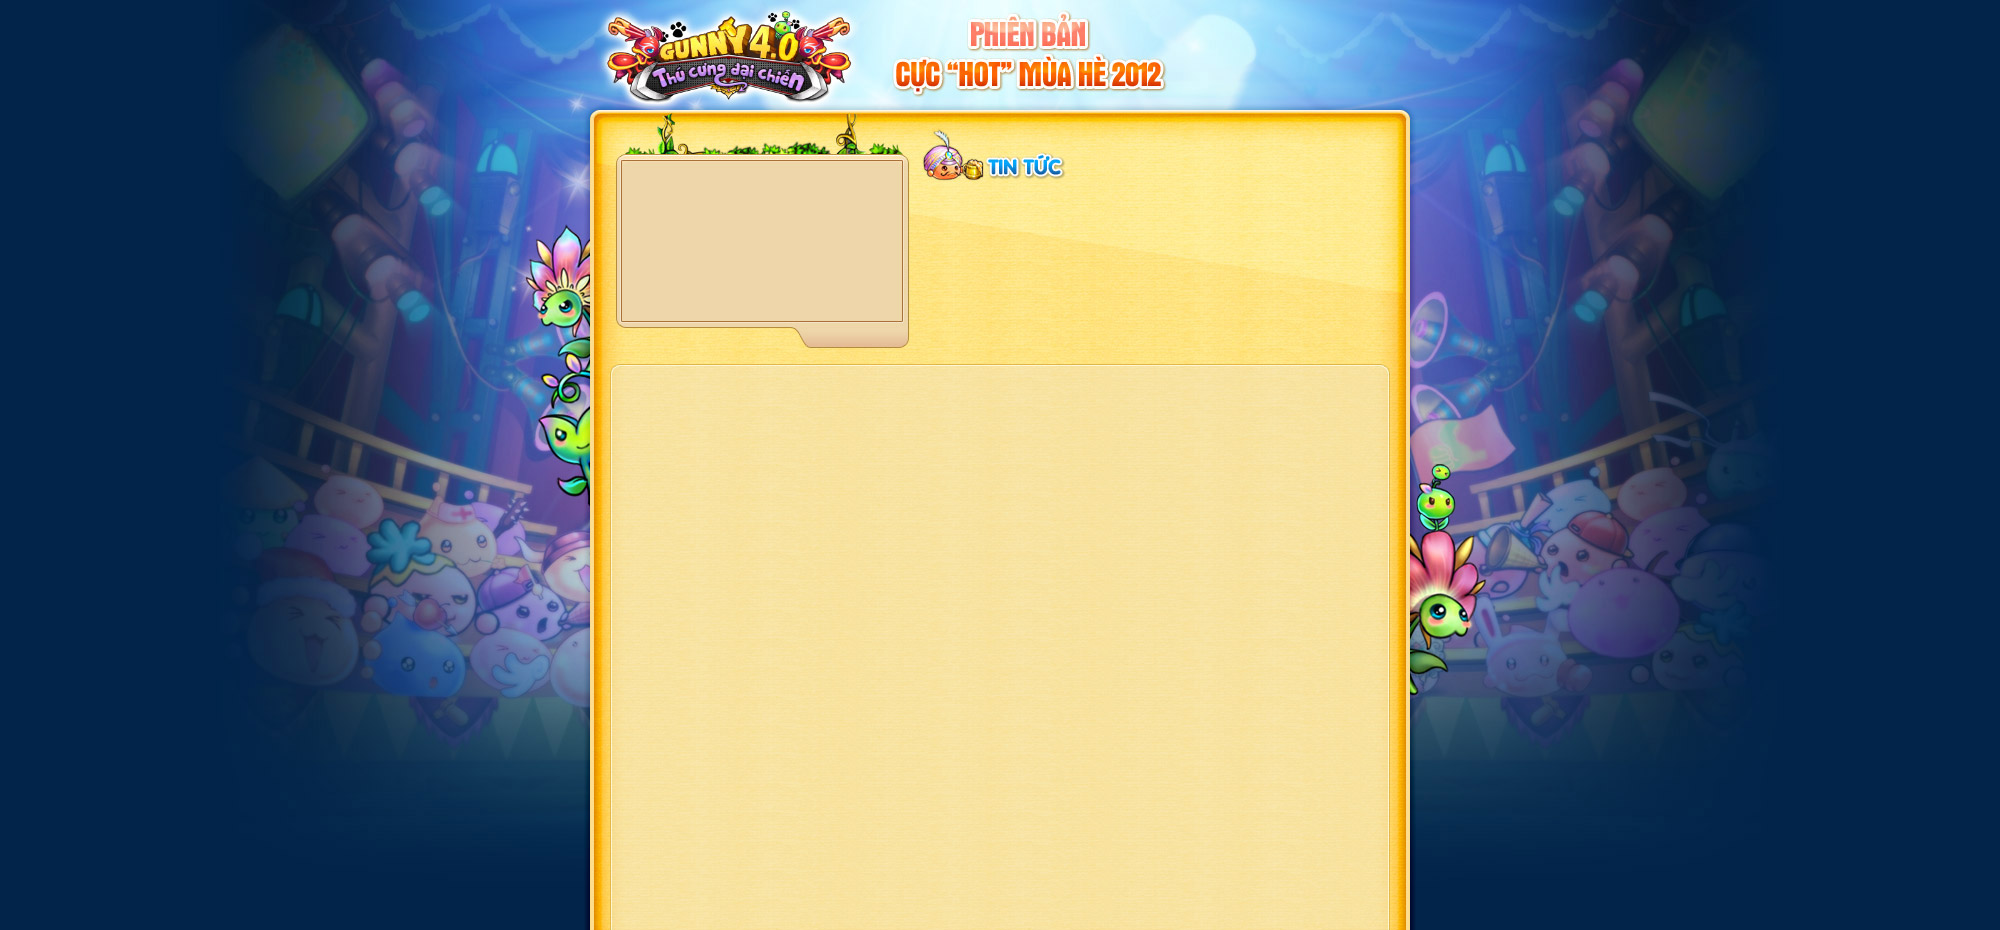 GUNNY 4.0
Thú cưng đại chiến
PHIÊN BẢN
CỰC “HOT” MÙA HÈ 2012
TIN TỨC